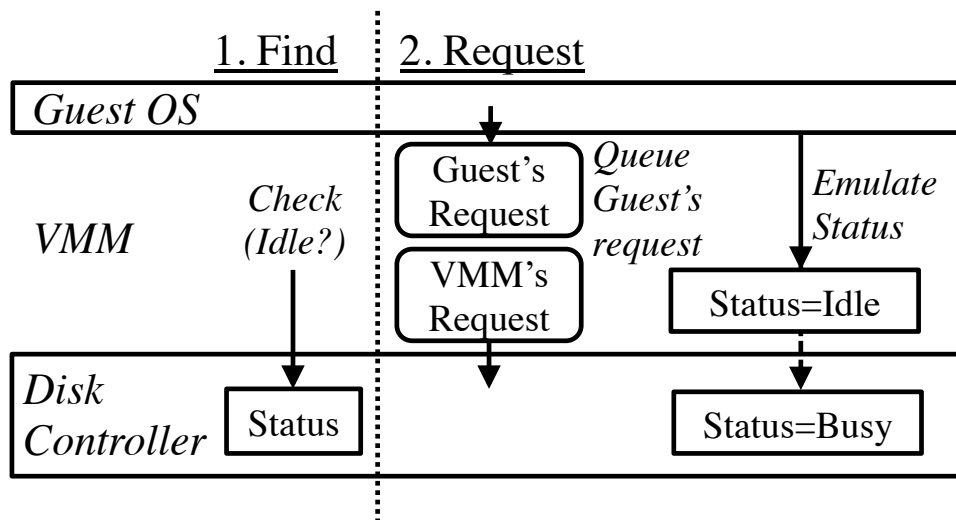 1. Find
2. Request
Guest OS
VMM
Check
(Idle?)
Guest's
Request
Queue
Guest's
request
VMM's
Request
Emulate
Status
Status=Idle
Disk
Controller
Status
Status=Busy